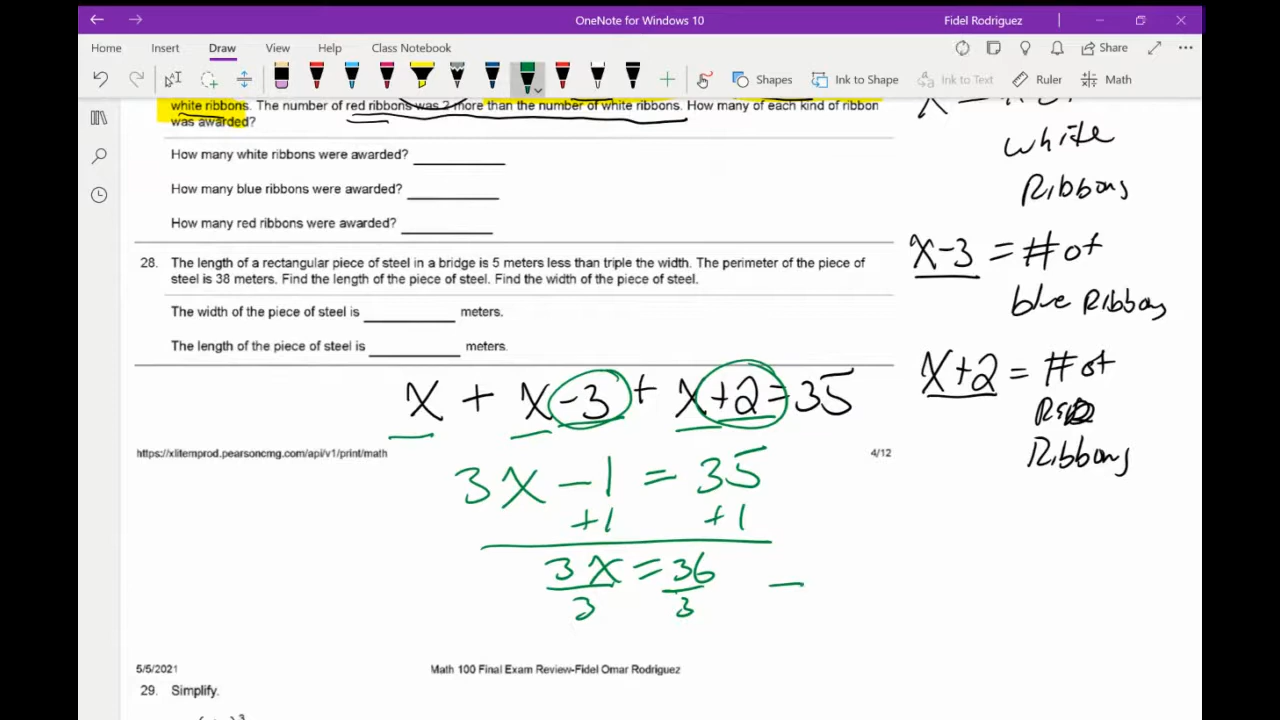 OneNote for Windows 10
Fidel Rodriguez
Home Insert Draw View Help Class Notebook
Share
Shapes Ink to Shape Ink to Text Ruler Math
white ribbons. The number of red ribbons was 2 more than the number of white ribbons. How many of each kind of ribbon
was awarded?
How many white ribbons were awarded?
How many blue ribbons were awarded?
How many red ribbons were awarded?
28. The length of a rectangular piece of steel in a bridge is 5 meters less than triple the width. The perimeter of the piece of
steel is 38 meters. Find the length of the piece of steel. Find the width of the piece of steel.
The width of the piece of steel is meters.
The length of the piece of steel is meters.
x + x -3 + x +2 = 35
https://xlitemprod.pearsoncmg.com/api/v1/print/math
4/12
3x - 1 = 35
+1 +1
3x = 36
3 3
white
Ribbons
x-3 = # of
blue Ribbons
x+2 = # of
Ribbons
5/5/2021
Math 100 Final Exam Review-Fidel Omar Rodriguez
29. Simplify.